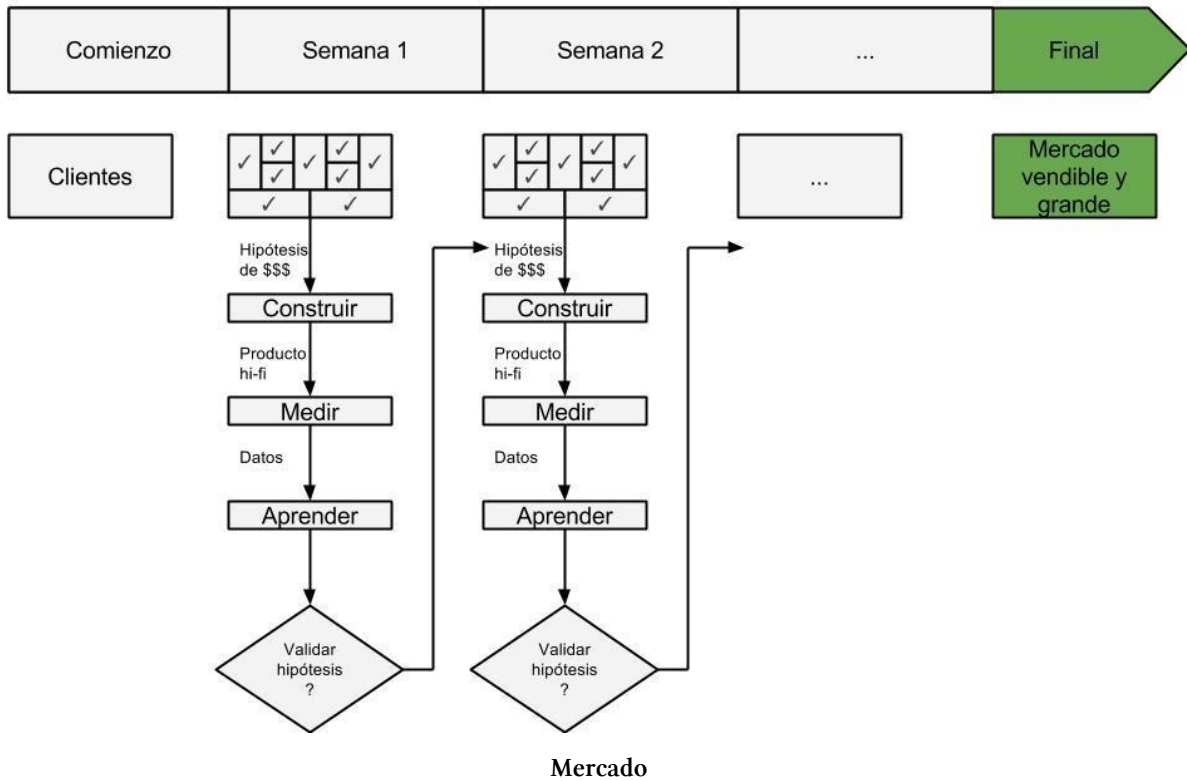 Comienzo
Semana 1
Semana 2
...
Final
Clientes
✓ ✓ ✓ ✓ ✓
✓ ✓
✓ ✓
✓ ✓ ✓ ✓ ✓
✓ ✓
✓ ✓
...
Mercado
vendible y
grande
Hipótesis
de $$$
Construir
Producto
hi-fi
Medir
Datos
Aprender
Validar
hipótesis
?
Hipótesis
de $$$
Construir
Producto
hi-fi
Medir
Datos
Aprender
Validar
hipótesis
?
Mercado